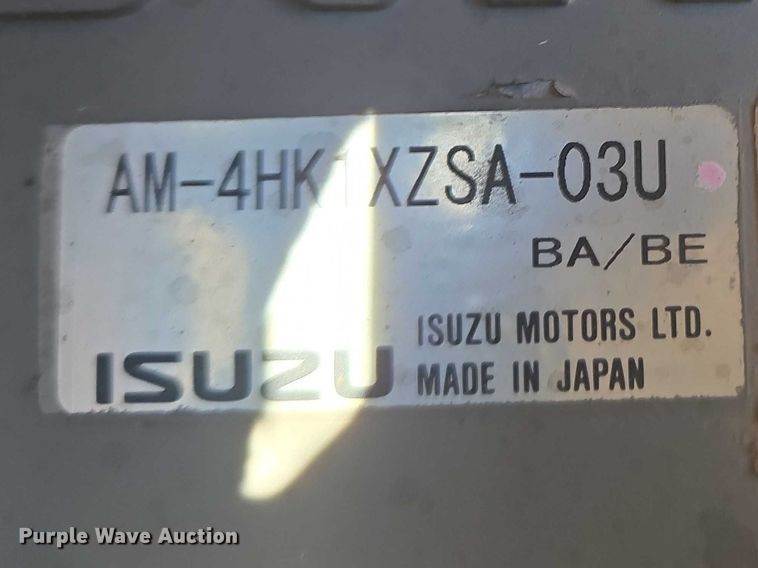 AM-4HK1XZSA-03U
BA/BE
ISUZU
ISUZU MOTORS LTD.
MADE IN JAPAN
Purple Wave Auction